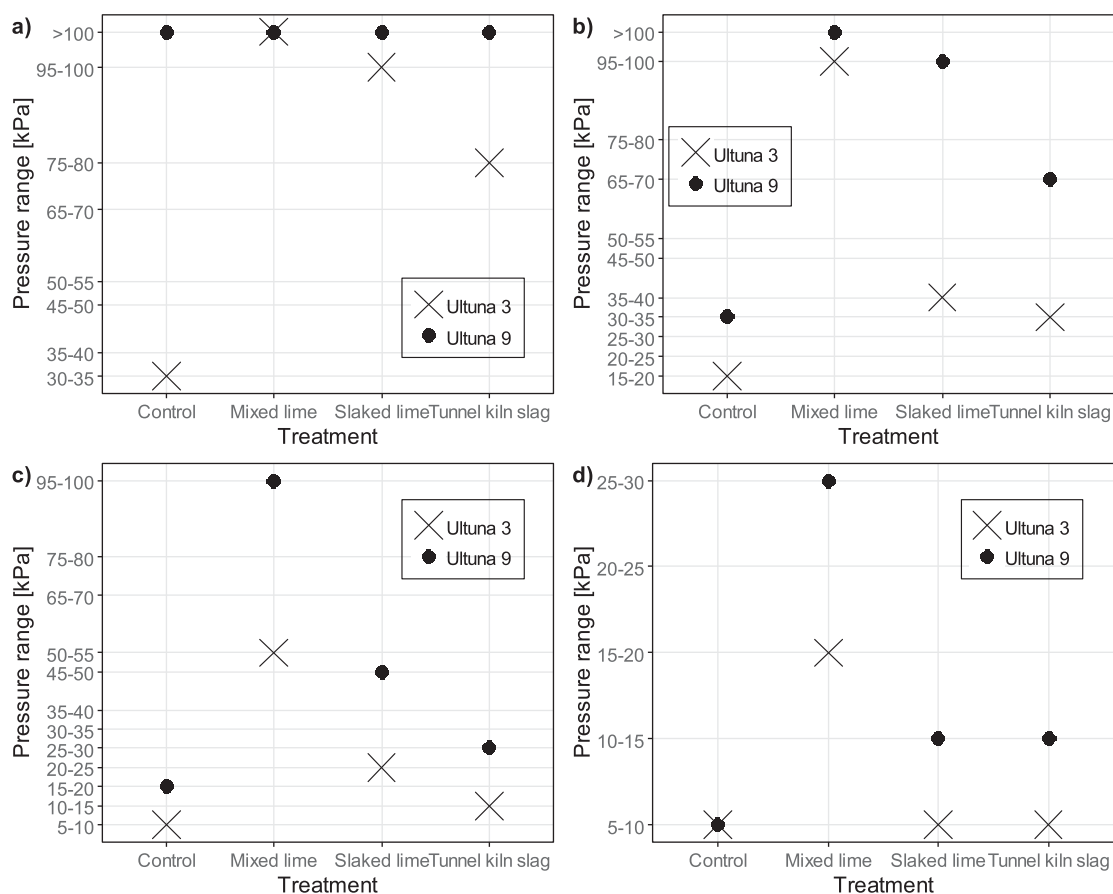 a)
Pressure range [kPa]
>100
95-100
75-80
65-70
50-55
45-50
35-40
30-35
Ultuna 3
Ultuna 9
Control Mixed lime Slaked lime Tunnel kiln slag
Treatment
b)
Pressure range [kPa]
>100
95-100
75-80
65-70
50-55
45-50
35-40
30-35
25-30
20-25
15-20
Ultuna 3
Ultuna 9
Control Mixed lime Slaked lime Tunnel kiln slag
Treatment
c)
Pressure range [kPa]
95-100
75-80
65-70
50-55
45-50
35-40
30-35
25-30
20-25
15-20
10-15
5-10
Ultuna 3
Ultuna 9
Control Mixed lime Slaked lime Tunnel kiln slag
Treatment
d)
Pressure range [kPa]
25-30
20-25
15-20
10-15
5-10
Ultuna 3
Ultuna 9
Control Mixed lime Slaked lime Tunnel kiln slag
Treatment